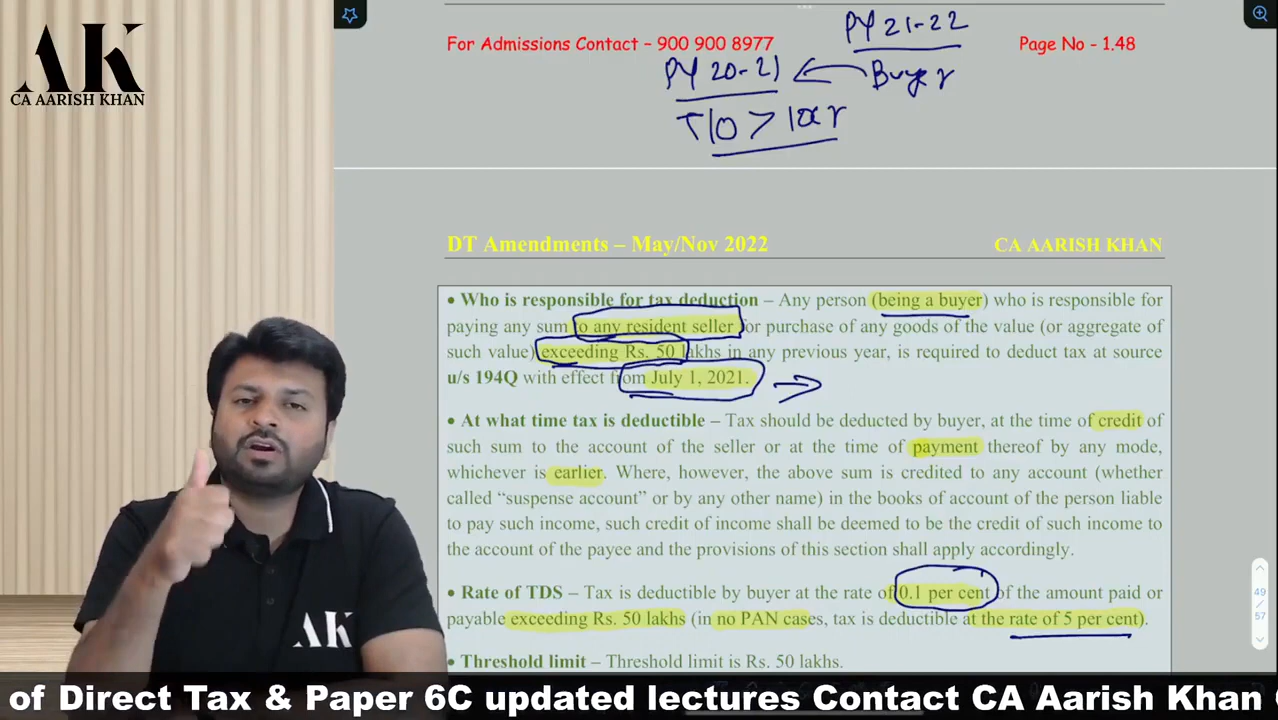 AK
CA AARISH KHAN
PY 21-22
For Admissions Contact – 900 900 8977
Page No - 1.48
PY 20-21
Buyer
T/O > 10cr
DT Amendments – May/Nov 2022
CA AARISH KHAN
• Who is responsible for tax deduction – Any person (being a buyer) who is responsible for
paying any sum to any resident seller for purchase of any goods of the value (or aggregate of
such value) exceeding Rs. 50 lakhs in any previous year, is required to deduct tax at source
u/s 194Q with effect from July 1, 2021.
• At what time tax is deductible – Tax should be deducted by buyer, at the time of credit of
such sum to the account of the seller or at the time of payment thereof by any mode,
whichever is earlier. Where, however, the above sum is credited to any account (whether
called “suspense account” or by any other name) in the books of account of the person liable
to pay such income, such credit of income shall be deemed to be the credit of such income to
the account of the payee and the provisions of this section shall apply accordingly.
• Rate of TDS – Tax is deductible by buyer at the rate of 0.1 per cent of the amount paid or
payable exceeding Rs. 50 lakhs (in no PAN cases, tax is deductible at the rate of 5 per cent).
• Threshold limit – Threshold limit is Rs. 50 lakhs.
49
/
57
AK
of Direct Tax & Paper 6C updated lectures Contact CA Aarish Khan